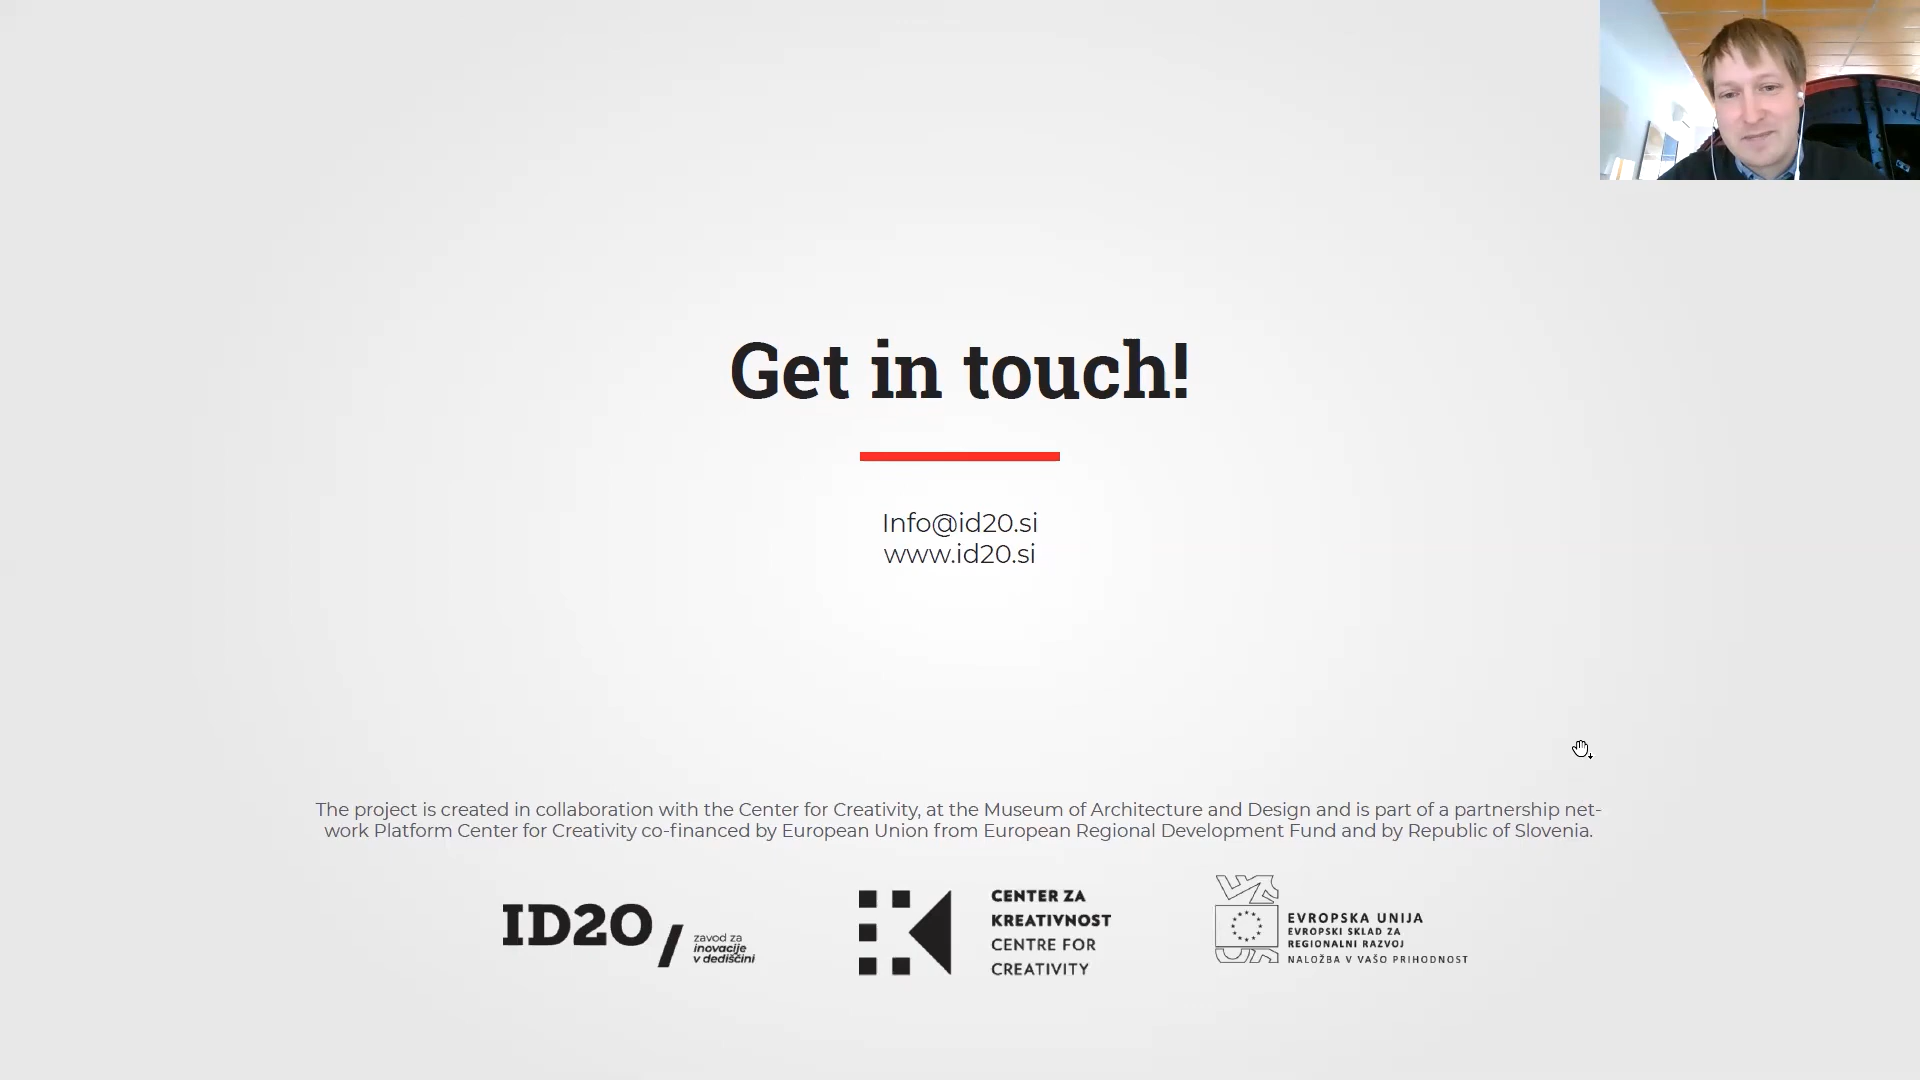 Get in touch!
Info@id20.si
www.id20.si
The project is created in collaboration with the Center for Creativity, at the Museum of Architecture and Design and is part of a partnership net-
work Platform Center for Creativity co-financed by European Union from European Regional Development Fund and by Republic of Slovenia.
ID20/
zavod za
inovacije
v dediščini
CENTER ZA
KREATIVNOST
CENTRE FOR
CREATIVITY
EVROPSKA UNIJA
EVROPSKI SKLAD ZA
REGIONALNI RAZVOJ
NALOŽBA V VAŠO PRIHODNOST